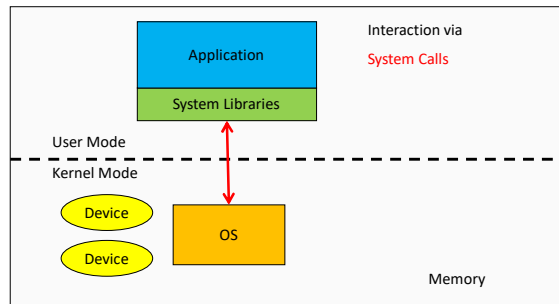 Application
Interaction via
System Calls
System Libraries
User Mode
Kernel Mode
Device
OS
Device
Memory